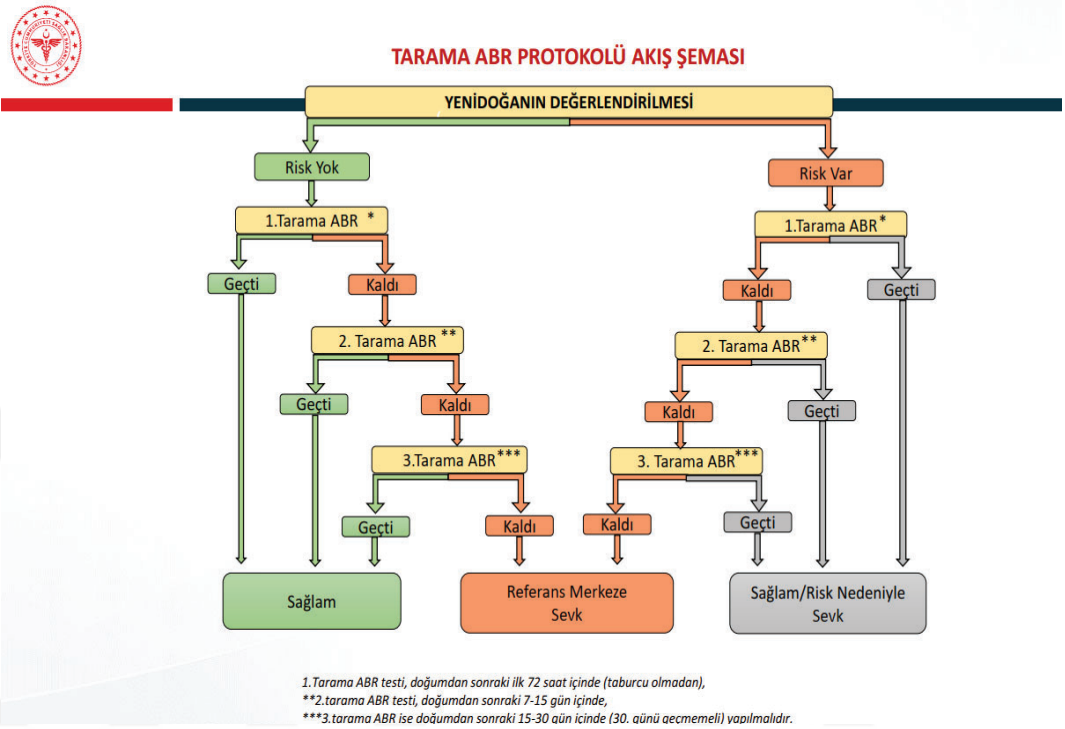 TARAMA ABR PROTOKOLÜ AKIŞ ŞEMASI
YENİDOĞANIN DEĞERLENDİRİLMESİ
Risk Yok
Risk Var
1.Tarama ABR *
1.Tarama ABR *
Geçti
Kaldı
Kaldı
Geçti
2. Tarama ABR **
2. Tarama ABR **
Geçti
Kaldı
Kaldı
Geçti
3.Tarama ABR ***
3. Tarama ABR ***
Geçti
Kaldı
Kaldı
Geçti
Sağlam
Referans Merkeze
Sevk
Sağlam/Risk Nedeniyle
Sevk
1.Tarama ABR testi, doğumdan sonraki ilk 72 saat içinde (taburcu olmadan),
**2.tarama ABR testi, doğumdan sonraki 7-15 gün içinde,
***3.tarama ABR ise doğumdan sonraki 15-30 gün içinde (30. günü geçmemeli) yapılmalıdır.